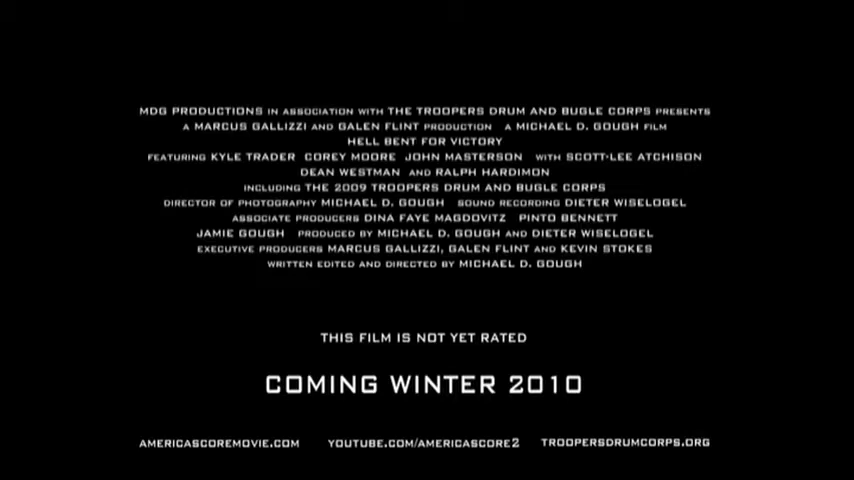 MDG PRODUCTIONS IN ASSOCIATION WITH THE TROOPERS DRUM AND BUGLE CORPS PRESENTS
A MARCUS GALLIZZI AND GALEN FLINT PRODUCTION A MICHAEL D. GOUGH FILM
HELL BENT FOR VICTORY
FEATURING KYLE TRADER COREY MOORE JOHN MASTERSON WITH SCOTT-LEE ATCHISON
DEAN WESTMAN AND RALPH HARDIMON
INCLUDING THE 2009 TROOPERS DRUM AND BUGLE CORPS
DIRECTOR OF PHOTOGRAPHY MICHAEL D. GOUGH SOUND RECORDING DIETER WISELOGEL
ASSOCIATE PRODUCERS DINA FAYE MAGDOVITZ PINTO BENNETT
JAMIE GOUGH PRODUCED BY MICHAEL D. GOUGH AND DIETER WISELOGEL
EXECUTIVE PRODUCERS MARCUS GALLIZZI, GALEN FLINT AND KEVIN STOKES
WRITTEN EDITED AND DIRECTED BY MICHAEL D. GOUGH
THIS FILM IS NOT YET RATED
COMING WINTER 2010
AMERICASCOREMOVIE.COM YOUTUBE.COM/AMERICASCORE2 TROOPERSDRUMCORPS.ORG